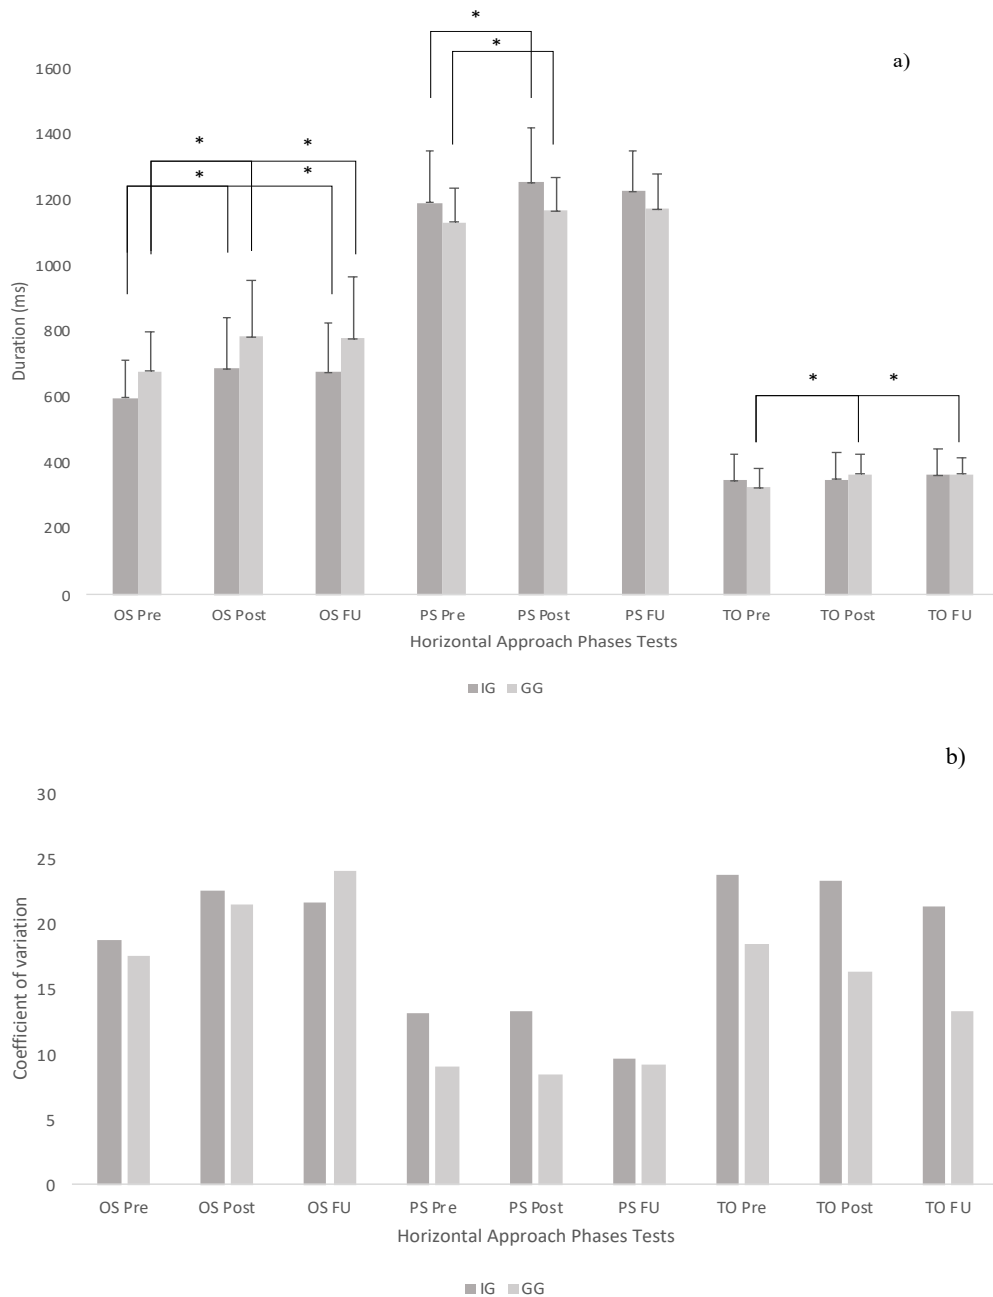 a)
*
*
1600
1400
* *
* *
1200
1000
800
600
* *
400
200
0
Duration (ms)
OS Pre OS Post OS FU PS Pre PS Post PS FU TO Pre TO Post TO FU
Horizontal Approach Phases Tests
IG GG
b)
30
25
20
15
10
5
0
Coefficient of variation
OS Pre OS Post OS FU PS Pre PS Post PS FU TO Pre TO Post TO FU
Horizontal Approach Phases Tests
IG GG